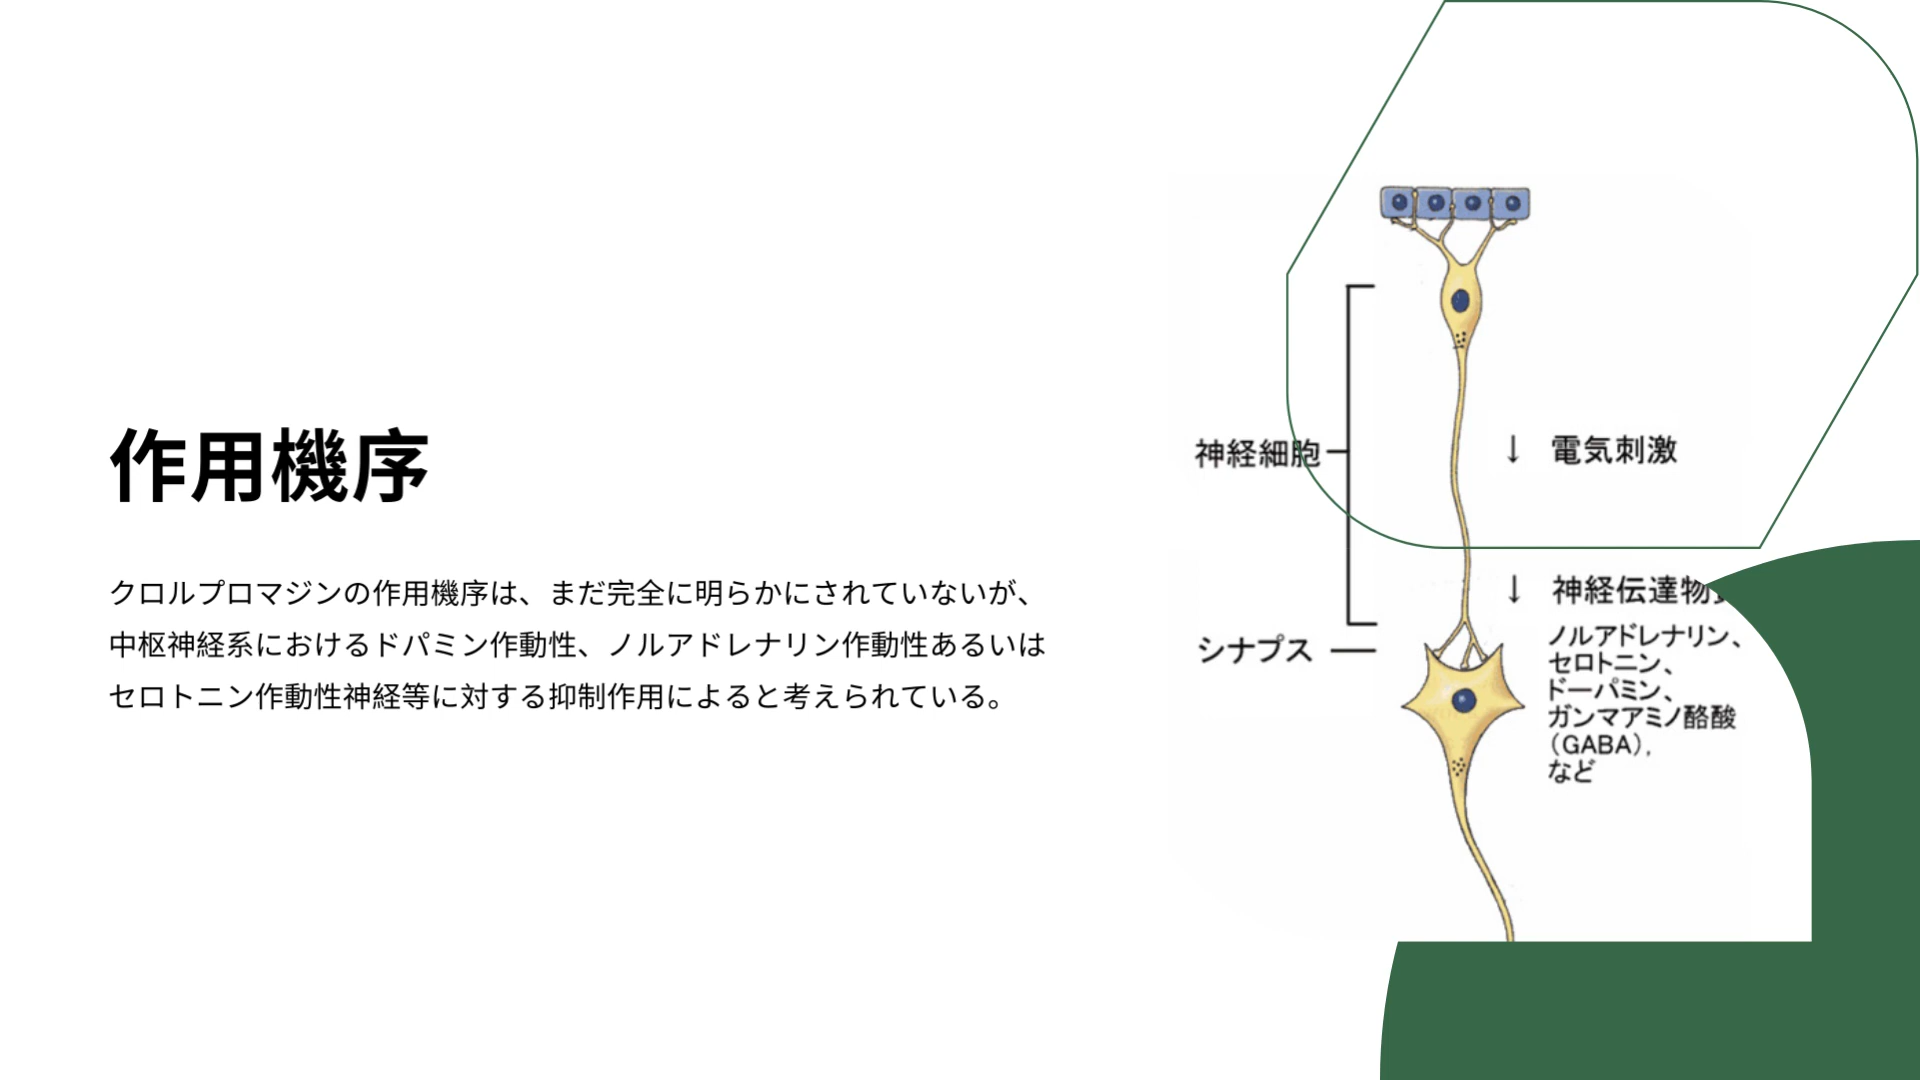 作用機序
クロルプロマジンの作用機序は、まだ完全に明らかにされていないが、
中枢神経系におけるドパミン作動性、ノルアドレナリン作動性あるいは
セロトニン作動性神経等に対する抑制作用によると考えられている。
神経細胞
↓ 電気刺激
↓ 神経伝達物
シナプス
ノルアドレナリン、
セロトニン、
ドーパミン、
ガンマアミノ酪酸
(GABA),
など